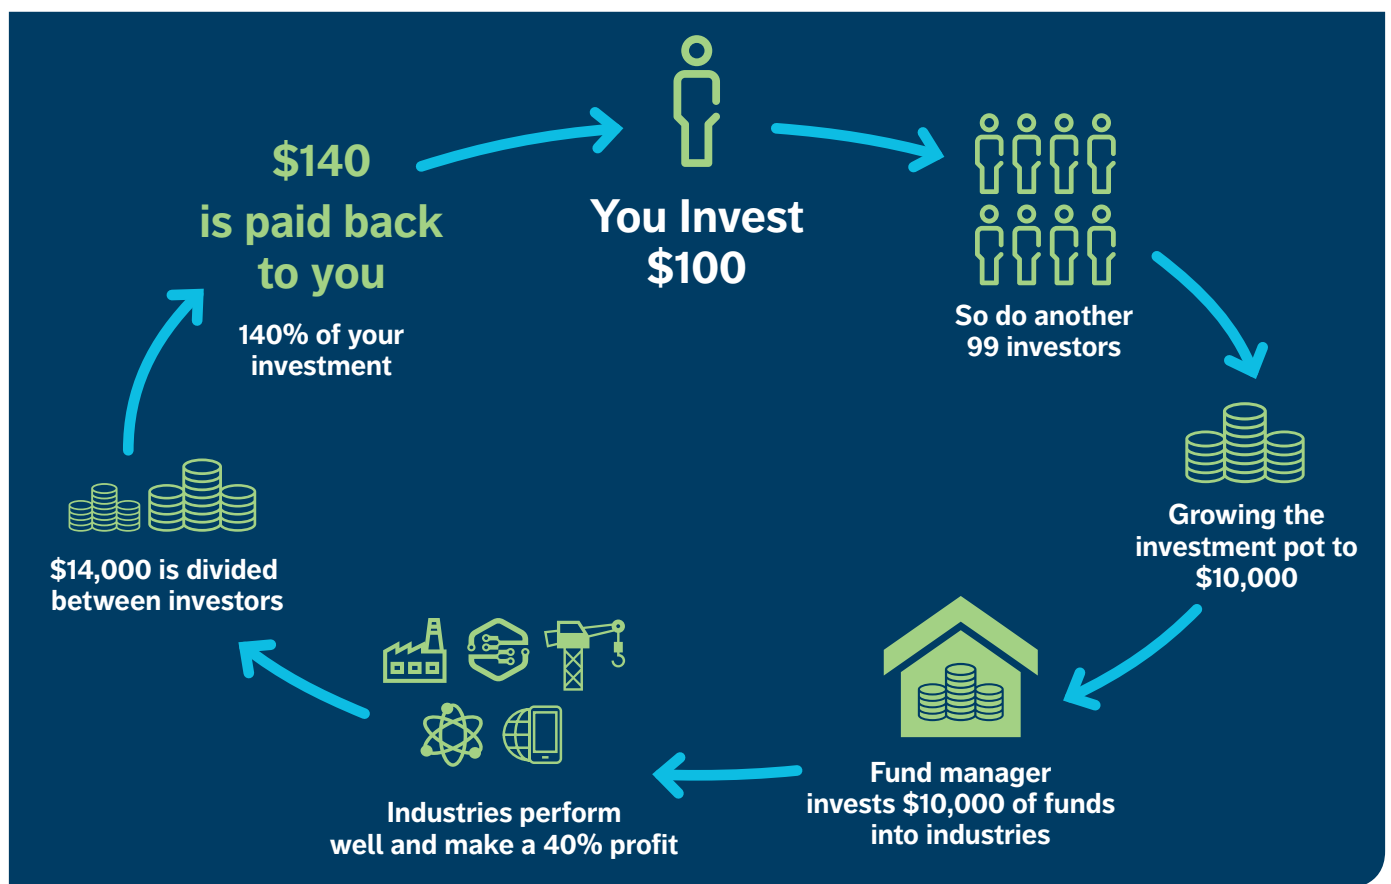 You Invest
$100
So do another
99 investors
Growing the
investment pot to
$10,000
Fund manager
invests $10,000 of funds
into industries
Industries perform
well and make a 40% profit
$14,000 is divided
between investors
$140
is paid back
to you
140% of your
investment